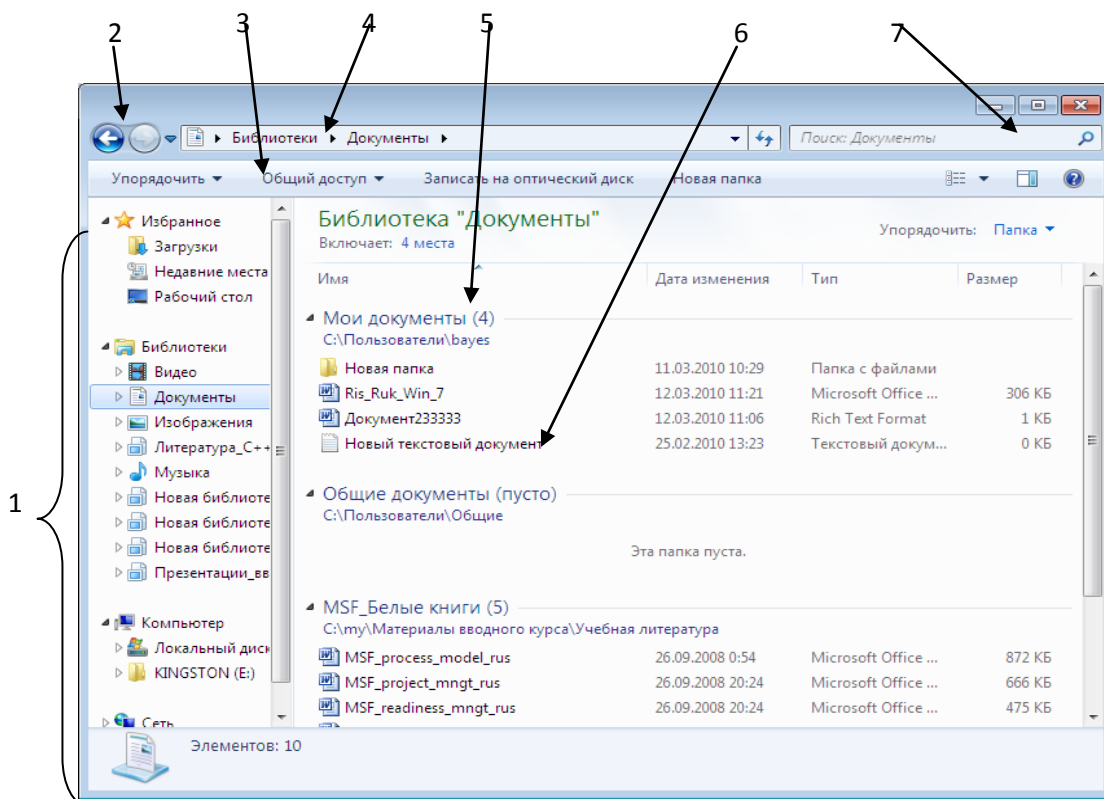 2 3 4 5 6 7
Библиотеки Документы
Поиск: Документы
Упорядочить Общий доступ Записать на оптический диск Новая папка
Избранное
Загрузки
Недавние места
Рабочий стол
Библиотеки
Видео
Документы
Изображения
Литература_C++
Музыка
Новая библиоте
Новая библиоте
Новая библиоте
Презентации_вв
Компьютер
Локальный диск
KINGSTON (E:)
Сеть
1
Библиотека "Документы"
Включает: 4 места
Упорядочить: Папка
Имя Дата изменения Тип Размер
Мои документы (4)
C:\Пользователи\bayes
Новая папка 11.03.2010 10:29 Папка с файлами
Ris_Ruk_Win_7 12.03.2010 11:21 Microsoft Office ... 306 КБ
Документ233333 12.03.2010 11:06 Rich Text Format 1 КБ
Новый текстовый документ 25.02.2010 13:23 Текстовый докум... 0 КБ
Общие документы (пусто)
C:\Пользователи\Общие
Эта папка пуста.
MSF_Белые книги (5)
C:\my\Материалы вводного курса\Учебная литература
MSF_process_model_rus 26.09.2008 0:54 Microsoft Office ... 872 КБ
MSF_project_mngt_rus 26.09.2008 20:24 Microsoft Office ... 666 КБ
MSF_readiness_mngt_rus 26.09.2008 20:24 Microsoft Office ... 475 КБ
Элементов: 10